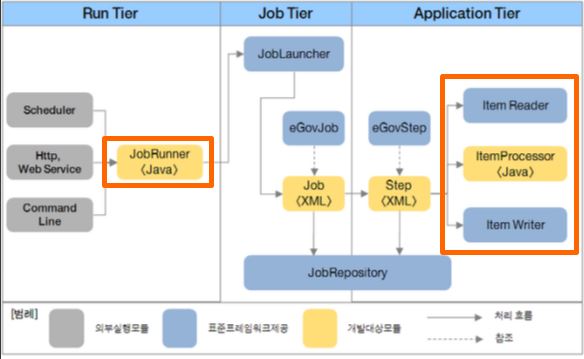 Run Tier
Job Tier
Application Tier
JobLauncher
Scheduler
Http,
Web Service
Command
Line
JobRunner
〈Java〉
eGovJob
eGovStep
Job
〈XML〉
Step
〈XML〉
Item Reader
ItemProcessor
〈Java〉
Item Writer
JobRepository
[범례]
외부실행모듈
표준프레임워크제공
개발대상모듈
처리 흐름
참조